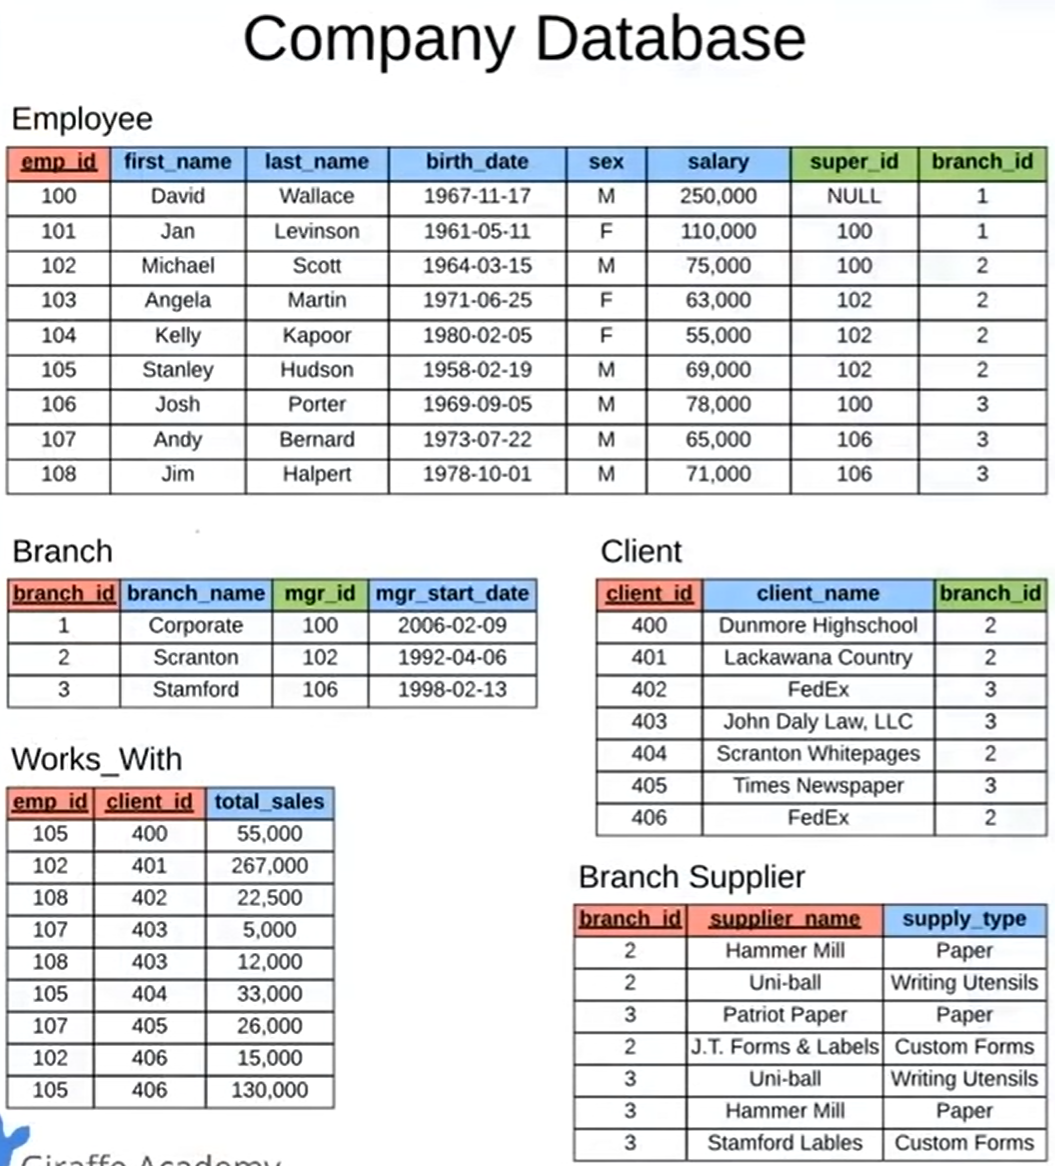 Company Database
Employee
emp_id first_name last_name birth_date sex salary super_id branch_id
100 David Wallace 1967-11-17 M 250,000 NULL 1
101 Jan Levinson 1961-05-11 F 110,000 100 1
102 Michael Scott 1964-03-15 M 75,000 100 2
103 Angela Martin 1971-06-25 F 63,000 102 2
104 Kelly Kapoor 1980-02-05 F 55,000 102 2
105 Stanley Hudson 1958-02-19 M 69,000 102 2
106 Josh Porter 1969-09-05 M 78,000 100 3
107 Andy Bernard 1973-07-22 M 65,000 106 3
108 Jim Halpert 1978-10-01 M 71,000 106 3
Branch
branch_id branch_name mgr_id mgr_start_date
1 Corporate 100 2006-02-09
2 Scranton 102 1992-04-06
3 Stamford 106 1998-02-13
Works_With
emp_id client_id total_sales
105 400 55,000
102 401 267,000
108 402 22,500
107 403 5,000
108 403 12,000
105 404 33,000
107 405 26,000
102 406 15,000
105 406 130,000
Client
client_id client_name branch_id
400 Dunmore Highschool 2
401 Lackawana Country 2
402 FedEx 3
403 John Daly Law, LLC 3
404 Scranton Whitepages 2
405 Times Newspaper 3
406 FedEx 2
Branch Supplier
branch_id supplier_name supply_type
2 Hammer Mill Paper
2 Uni-ball Writing Utensils
3 Patriot Paper Paper
2 J.T. Forms & Labels Custom Forms
3 Uni-ball Writing Utensils
3 Hammer Mill Paper
3 Stamford Lables Custom Forms
Giraffe Academy